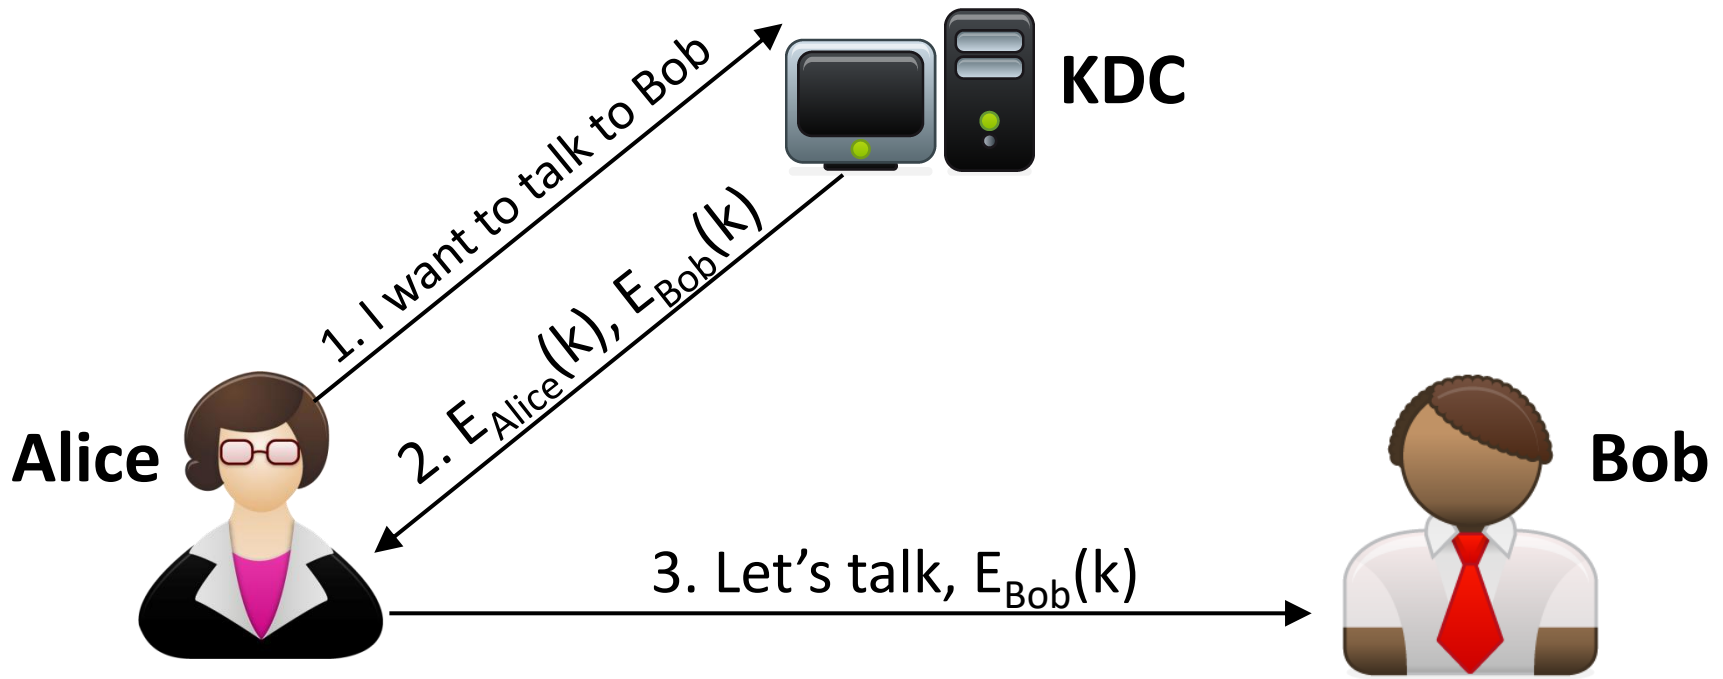 KDC
1. I want to talk to Bob
2. E_Alice(k), E_Bob(k)
Alice
Bob
3. Let’s talk, E_Bob(k)